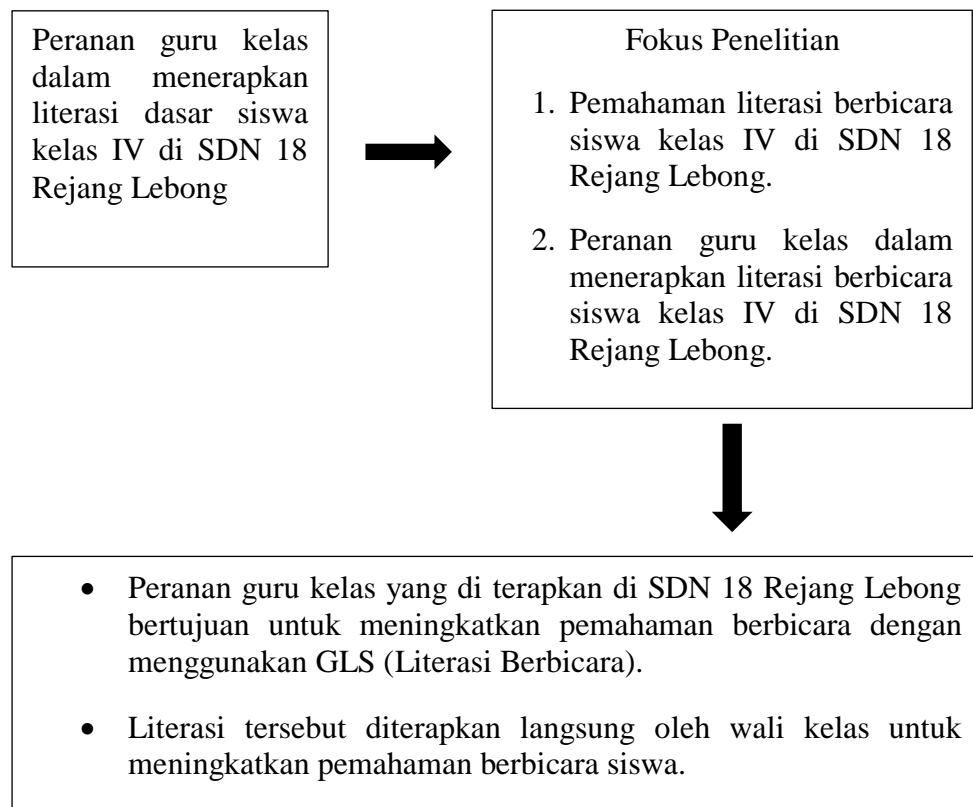 Peranan guru kelas
dalam menerapkan
literasi dasar siswa
kelas IV di SDN 18
Rejang Lebong
Fokus Penelitian
1. Pemahaman literasi berbicara
siswa kelas IV di SDN 18
Rejang Lebong.
2. Peranan guru kelas dalam
menerapkan literasi berbicara
siswa kelas IV di SDN 18
Rejang Lebong.
• Peranan guru kelas yang di terapkan di SDN 18 Rejang Lebong
bertujuan untuk meningkatkan pemahaman berbicara dengan
menggunakan GLS (Literasi Berbicara).
• Literasi tersebut diterapkan langsung oleh wali kelas untuk
meningkatkan pemahaman berbicara siswa.